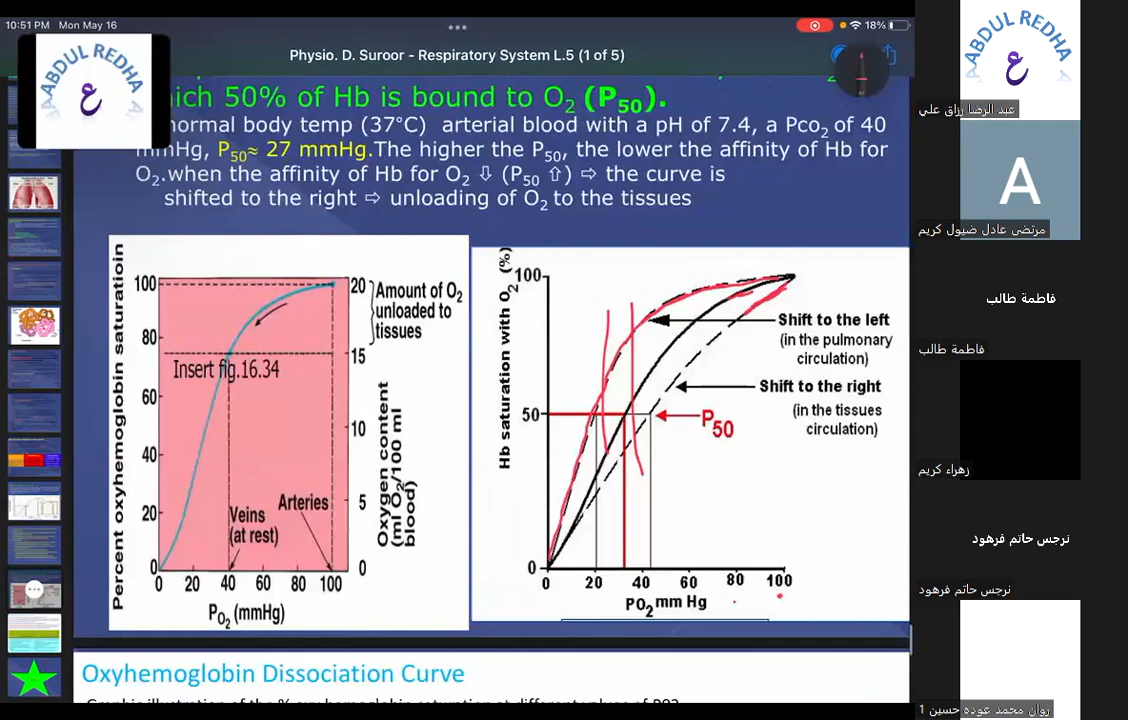 10:51 PM Mon May 16
18%
Physio. D. Suroor - Respiratory System L.5 (1 of 5)
ABDUL REDHA
ع
hich 50% of Hb is bound to O₂ (P₅₀).
normal body temp (37°C) arterial blood with a pH of 7.4, a Pco₂ of 40
mmHg, P₅₀≈ 27 mmHg.The higher the P₅₀, the lower the affinity of Hb for
O₂.when the affinity of Hb for O₂ ⇩ (P₅₀ ⇧) ⇨ the curve is
shifted to the right ⇨ unloading of O₂ to the tissues
Percent oxyhemoglobin saturatioin
100
80
60
40
20
0
0 20 40 60 80 100
P₀₂ (mmHg)
Insert fig.16.34
Veins
(at rest)
Arteries
20
15
10
5
0
Amount of O₂
unloaded to
tissues
Oxygen content
(ml O₂/100 ml
blood)
Hb saturation with O₂ (%)
100
50
0
0 20 40 60 80 100
PO₂ mm Hg
Shift to the left
(in the pulmonary
circulation)
Shift to the right
(in the tissues
circulation)
P₅₀
Oxyhemoglobin Dissociation Curve
ABDUL REDHA
ع
عبد الرضا رزاق علي
A
مرتضى عادل ضيول كريم
فاطمة طالب
فاطمة طالب
زهراء كريم
نرجس حاتم فرهود
نرجس حاتم فرهود
روان محمد عوده حسين 1